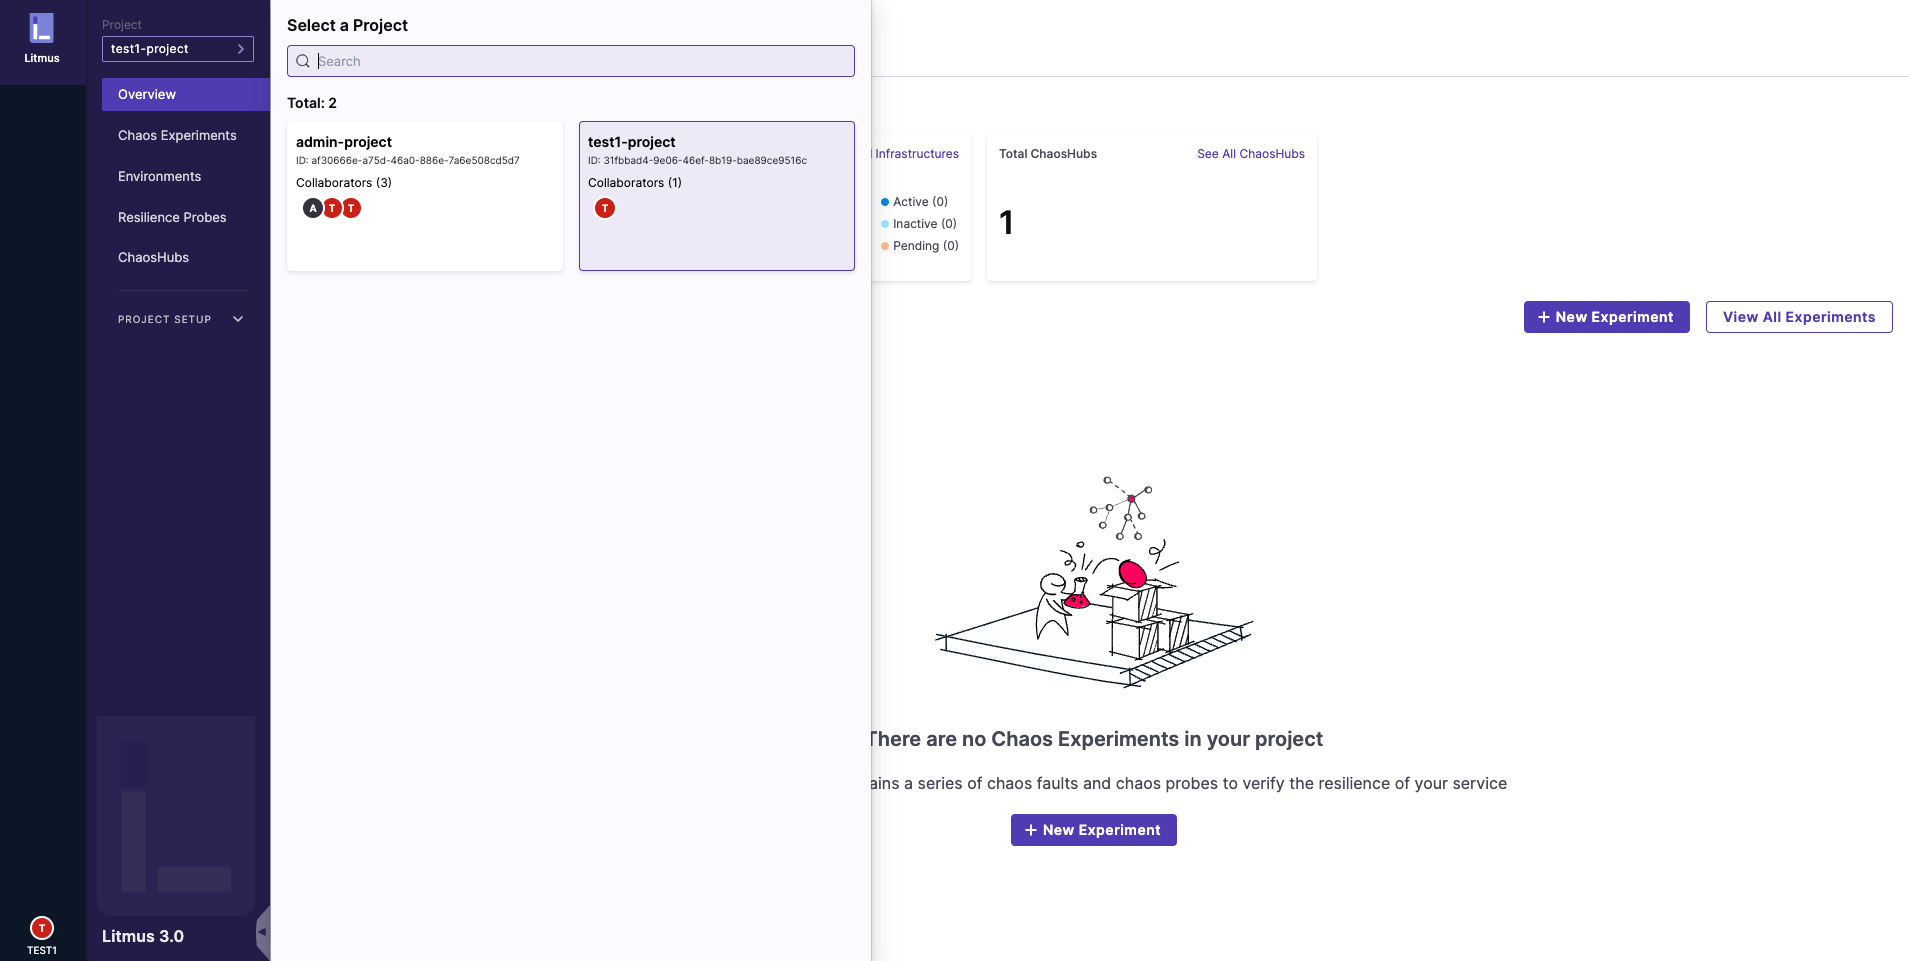 Litmus
Project
test1-project
Overview
Chaos Experiments
Environments
Resilience Probes
ChaosHubs
PROJECT SETUP
Litmus 3.0
T
TEST1
Select a Project
Search
Total: 2
admin-project
ID: af30666e-a75d-46a0-886e-7a6e508cd5d7
Collaborators (3)
A T T
test1-project
ID: 31fbbad4-9e06-46ef-8b19-bae89ce9516c
Collaborators (1)
T
Infrastructures
Active (0)
Inactive (0)
Pending (0)
Total ChaosHubs
See All ChaosHubs
1
+ New Experiment
View All Experiments
There are no Chaos Experiments in your project
ains a series of chaos faults and chaos probes to verify the resilience of your service
+ New Experiment